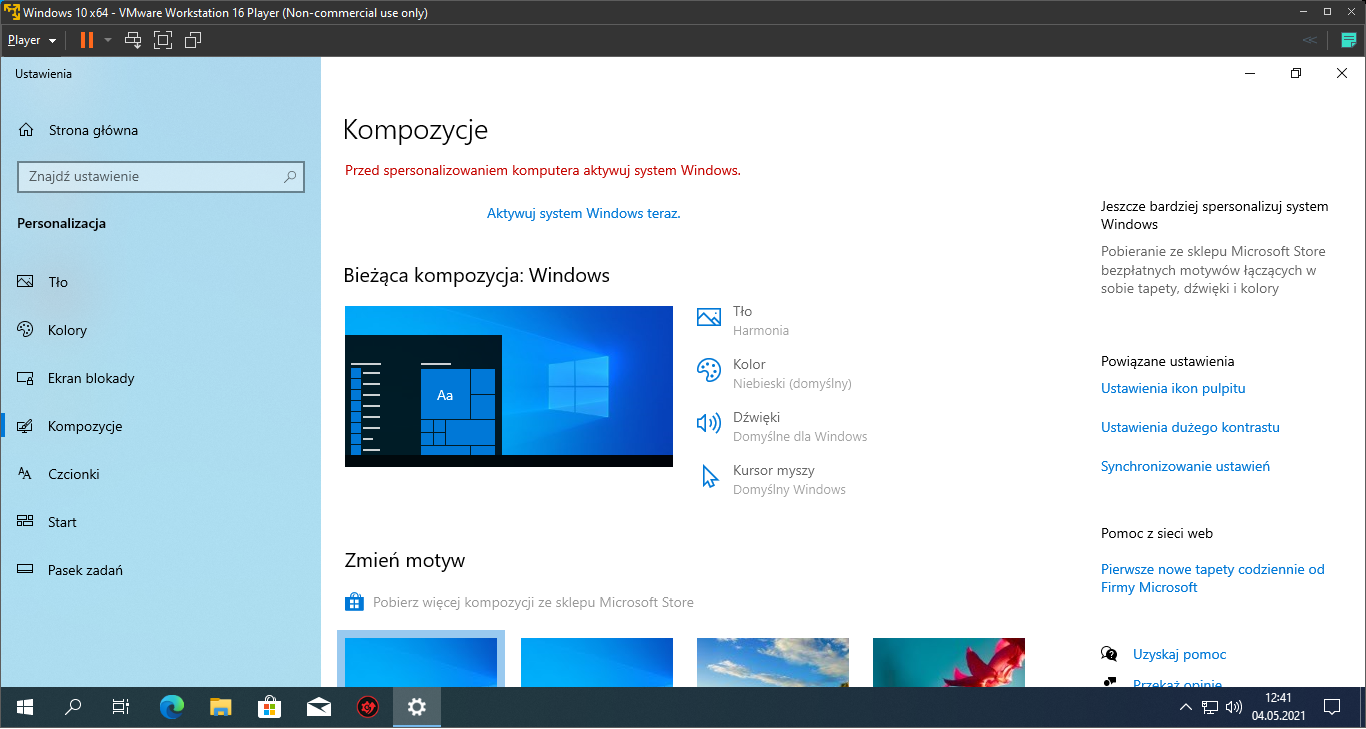 Windows 10 x64 - VMware Workstation 16 Player (Non-commercial use only)
Player
Ustawienia
Strona główna
Znajdź ustawienie
Personalizacja
Tło
Kolory
Ekran blokady
Kompozycje
Czcionki
Start
Pasek zadań
Kompozycje
Przed spersonalizowaniem komputera aktywuj system Windows.
Aktywuj system Windows teraz.
Bieżąca kompozycja: Windows
Aa
Tło
Harmonia
Kolor
Niebieski (domyślny)
Dźwięki
Domyślne dla Windows
Kursor myszy
Domyślny Windows
Zmień motyw
Pobierz więcej kompozycji ze sklepu Microsoft Store
Jeszcze bardziej spersonalizuj system
Windows
Pobieranie ze sklepu Microsoft Store
bezpłatnych motywów łączących w
sobie tapety, dźwięki i kolory
Powiązane ustawienia
Ustawienia ikon pulpitu
Ustawienia dużego kontrastu
Synchronizowanie ustawień
Pomoc z sieci web
Pierwsze nowe tapety codziennie od
Firmy Microsoft
Uzyskaj pomoc
Przekaż opinię
12:41
04.05.2021